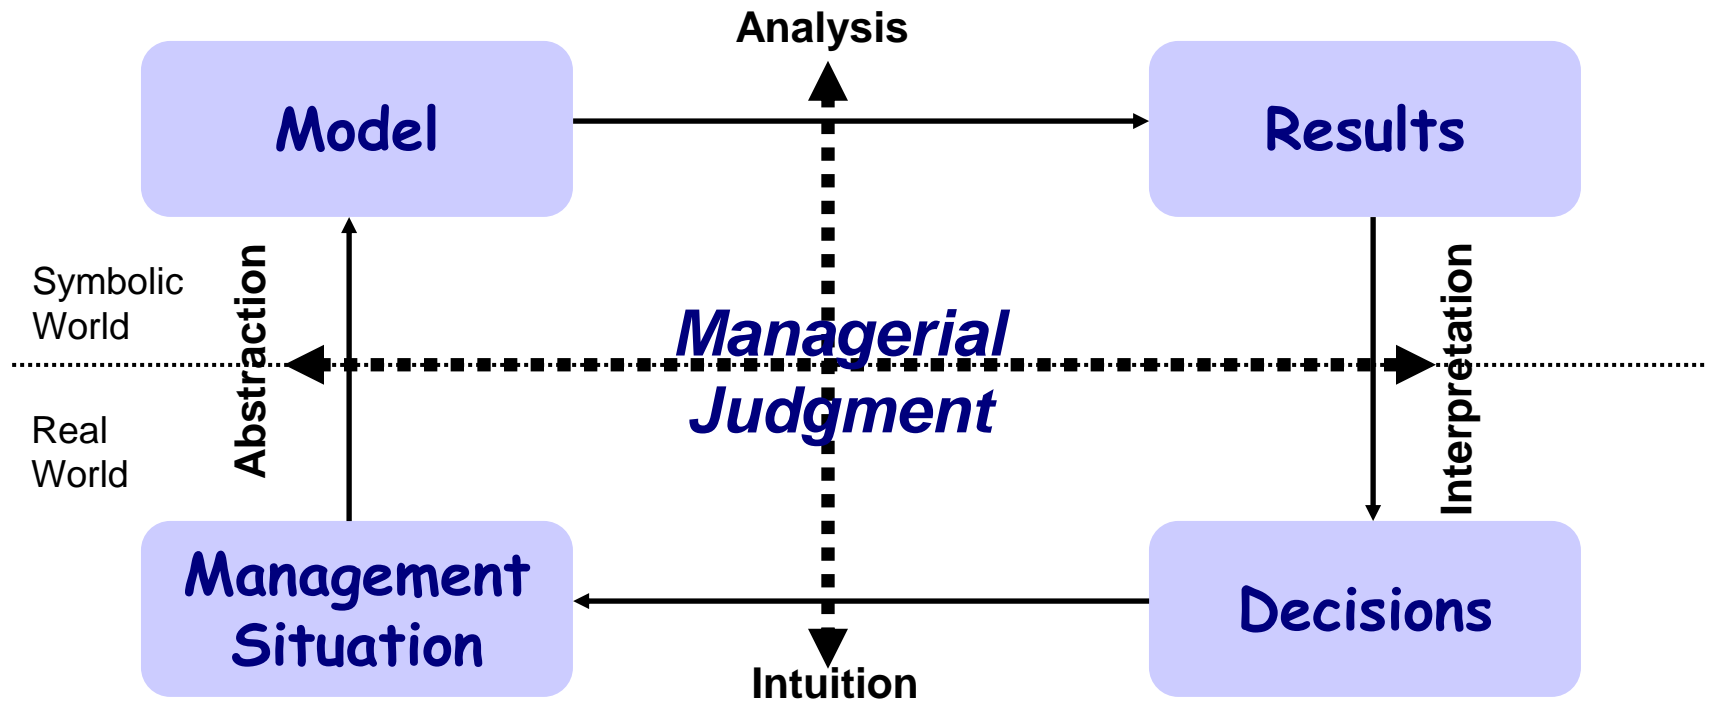 Analysis
Model
Results
Symbolic
World
Abstraction
Managerial
Judgment
Interpretation
Real
World
Management
Situation
Decisions
Intuition